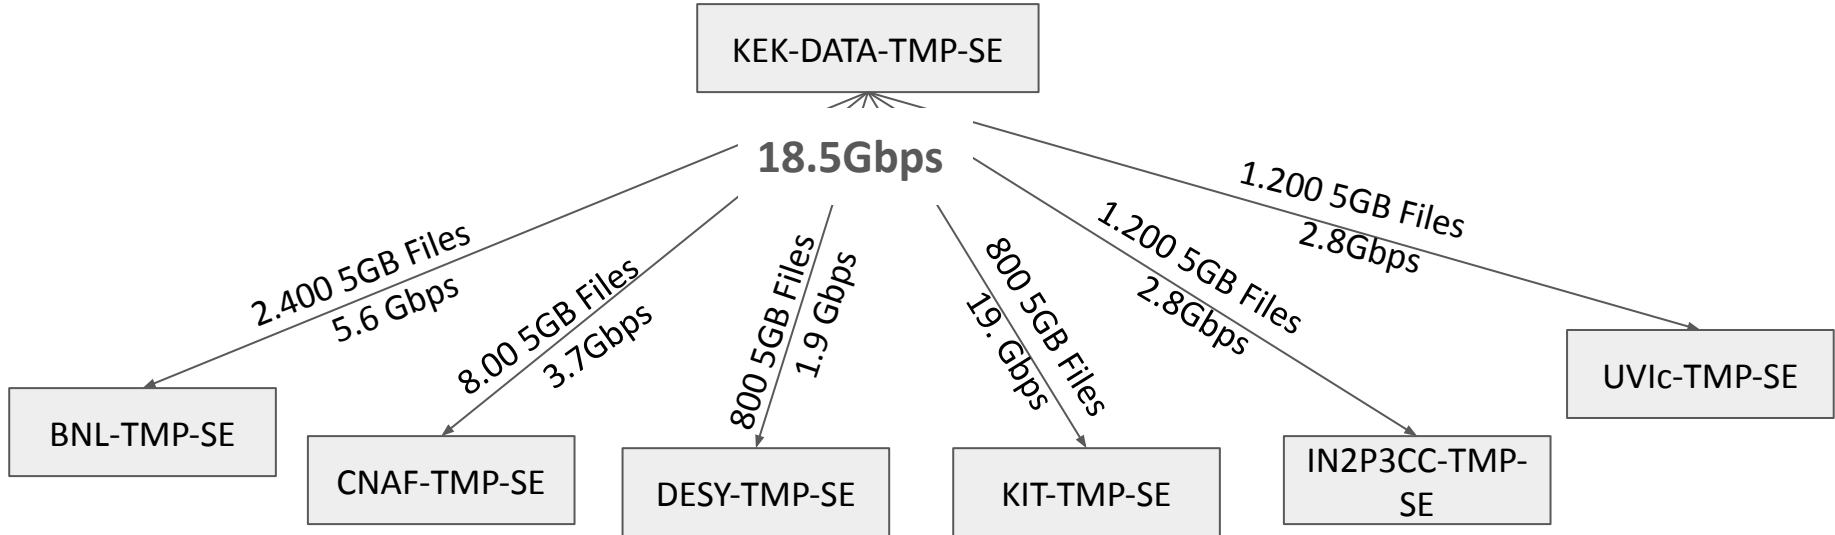 KEK-DATA-TMP-SE
18.5Gbps
2.400 5GB Files
5.6 Gbps
8.00 5GB Files
3.7Gbps
800 5GB Files
1.9 Gbps
800 5GB Files
19. Gbps
1.200 5GB Files
2.8Gbps
1.200 5GB Files
2.8Gbps
BNL-TMP-SE
CNAF-TMP-SE
DESY-TMP-SE
KIT-TMP-SE
IN2P3CC-TMP-
SE
UVIc-TMP-SE